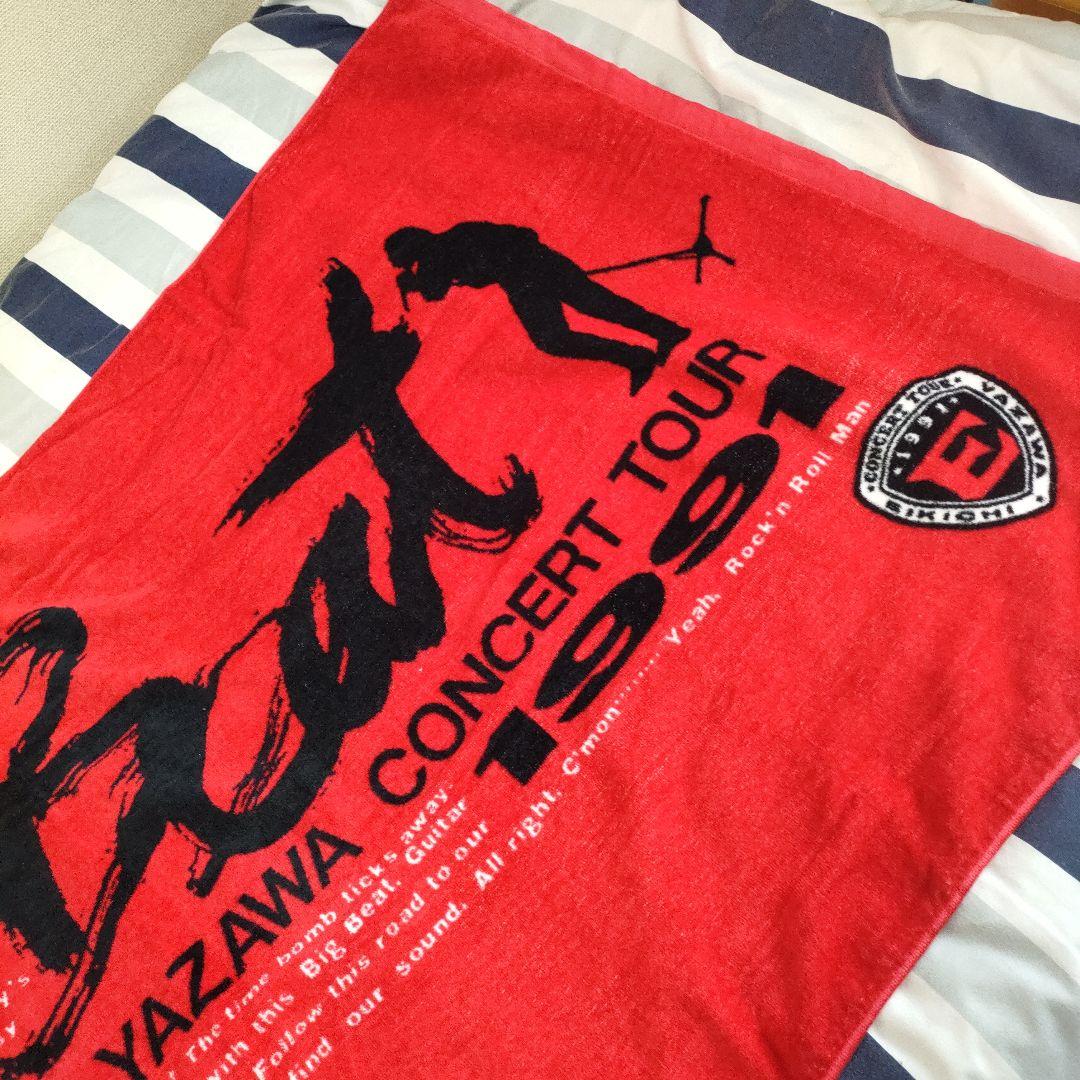 Beat
YAZAWA CONCERT TOUR
1991
The time bomb ticks away.
with this Big Beat. Guitar
Follow this road to our
find our sound. All right. C'mon......... Yeah. Rock'n Roll Man
CONCERT TOUR
1991
YAZAWA
EIKICHI
EY